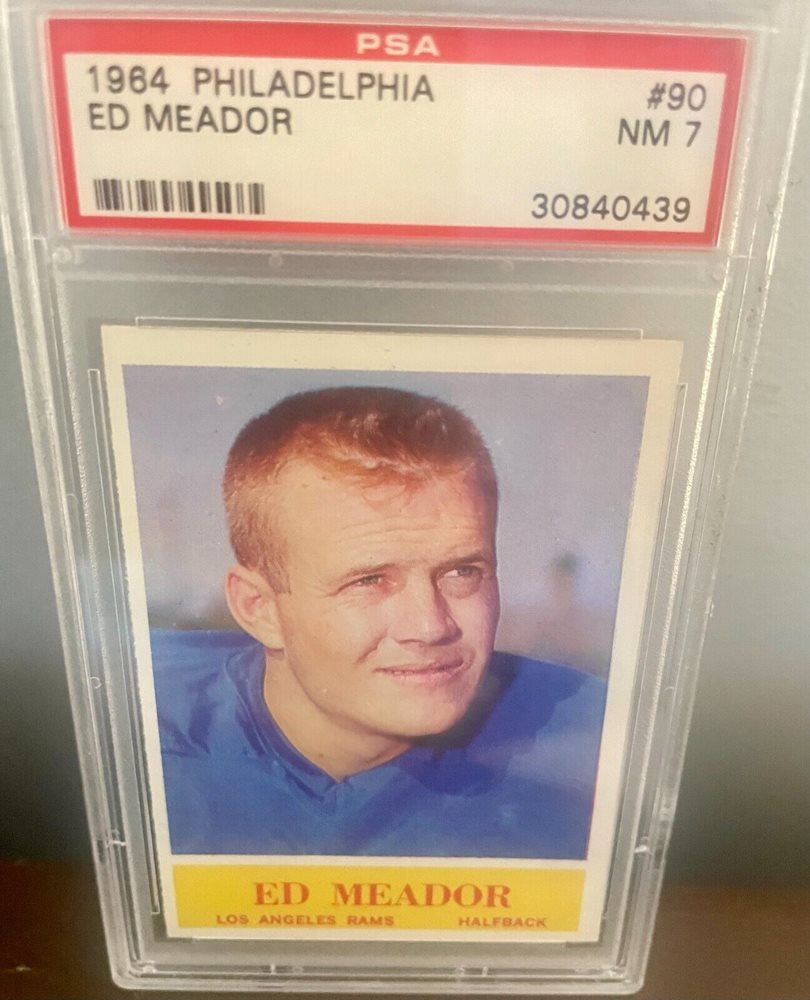 PSA
1964 PHILADELPHIA #90
ED MEADOR NM 7
30840439
ED MEADOR
LOS ANGELES RAMS HALFBACK